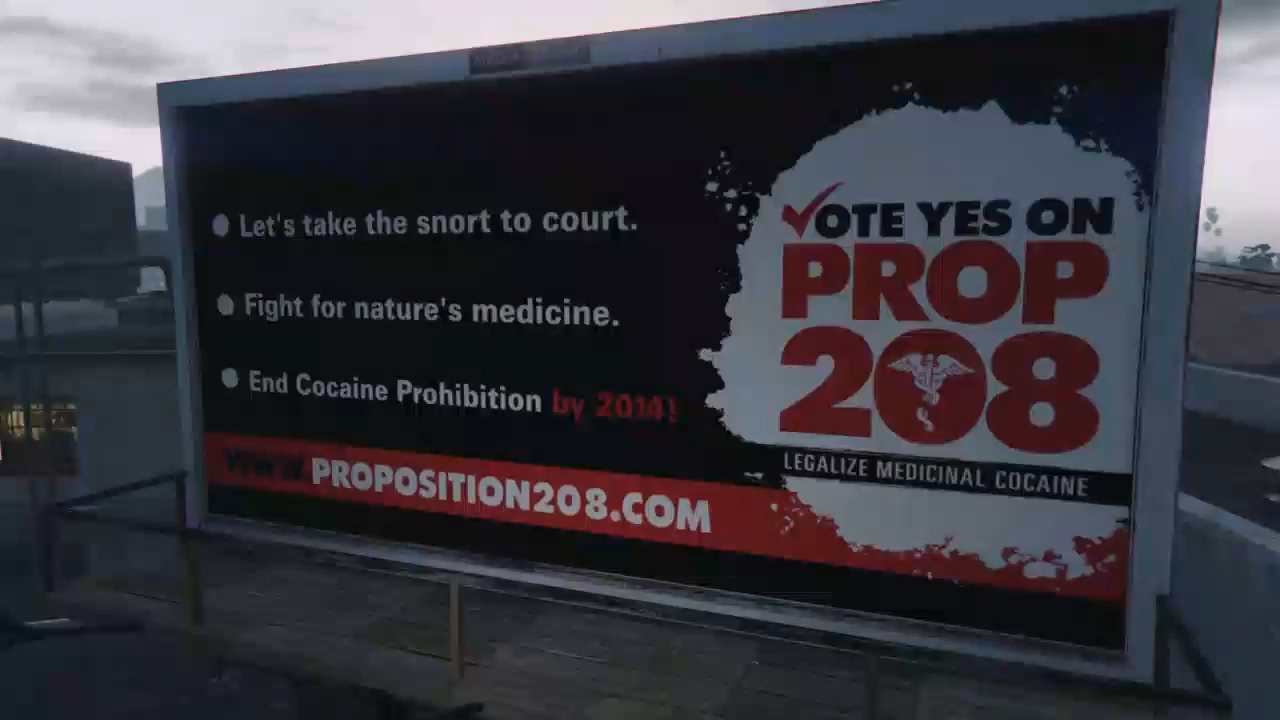 Let's take the snort to court.
Fight for nature's medicine.
End Cocaine Prohibition by 2014!
WWW.PROPOSITION208.COM
VOTE YES ON
PROP
208
LEGALIZE MEDICINAL COCAINE